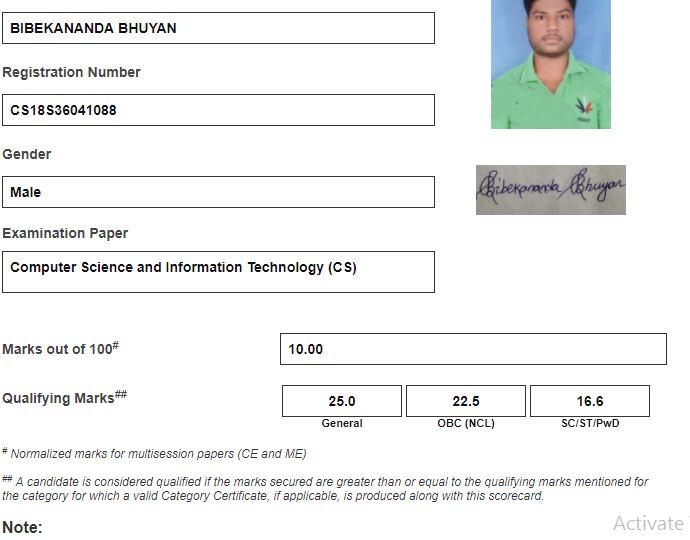 BIBEKANANDA BHUYAN
Registration Number
CS18S36041088
Gender
Male
Bibekananda Bhuyan
Examination Paper
Computer Science and Information Technology (CS)
Marks out of 100#
10.00
Qualifying Marks##
25.0 22.5 16.6
General OBC (NCL) SC/ST/PwD
# Normalized marks for multisession papers (CE and ME)
## A candidate is considered qualified if the marks secured are greater than or equal to the qualifying marks mentioned for
the category for which a valid Category Certificate, if applicable, is produced along with this scorecard.
Note:
Activate